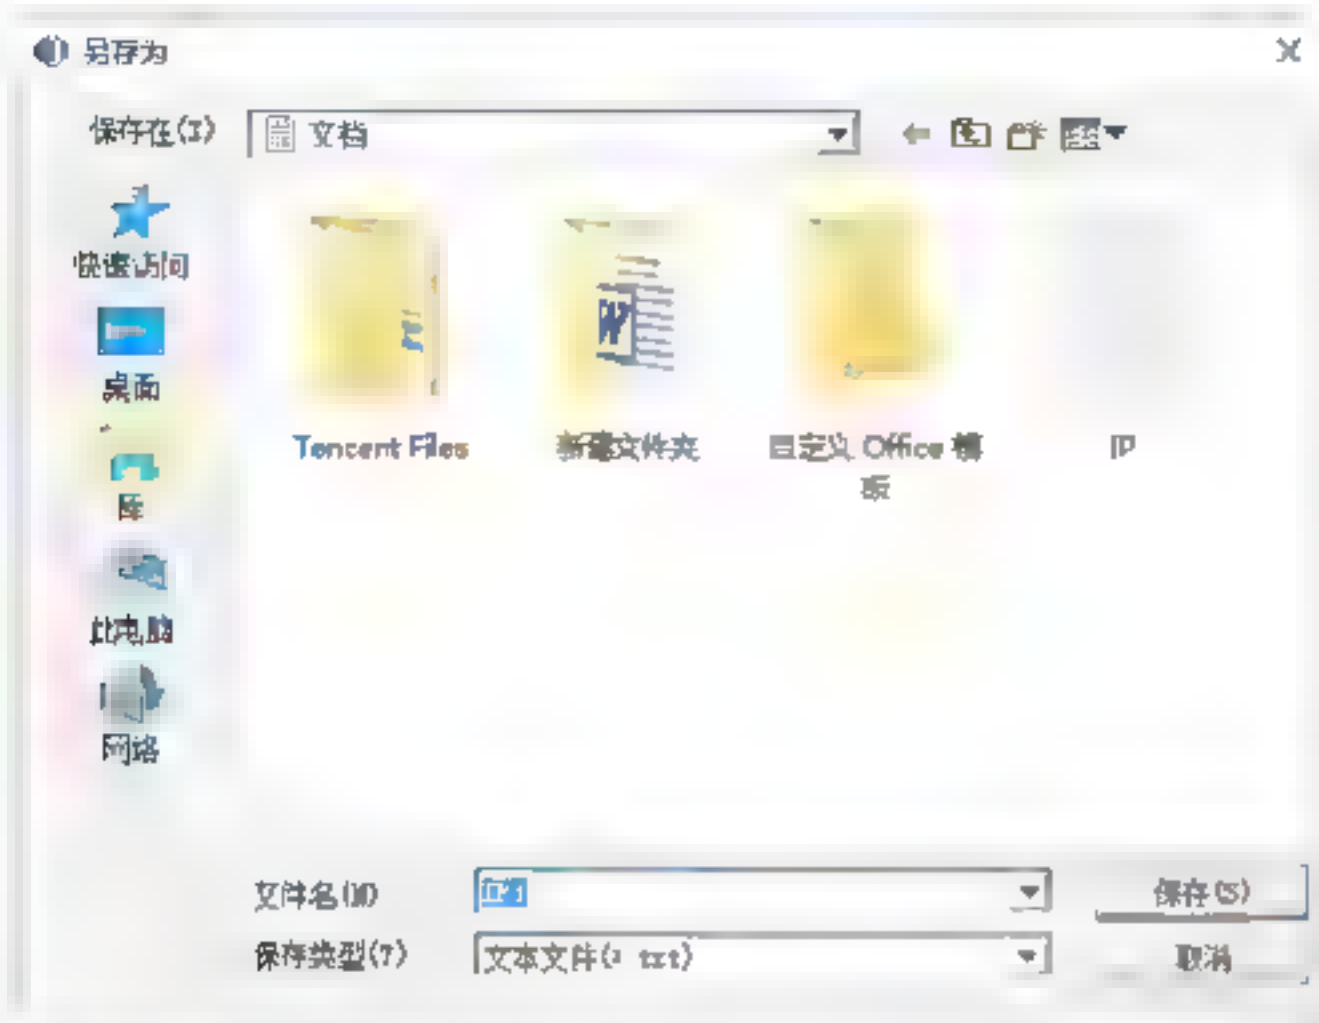 另存为
保存在(I)
文档
快速访问
桌面
库
此电脑
网络
Tencent Files
新建文件夹
自定义 Office 模
板
IP
文件名(N)
保存(S)
保存类型(T)
文本文件(*.txt)
取消